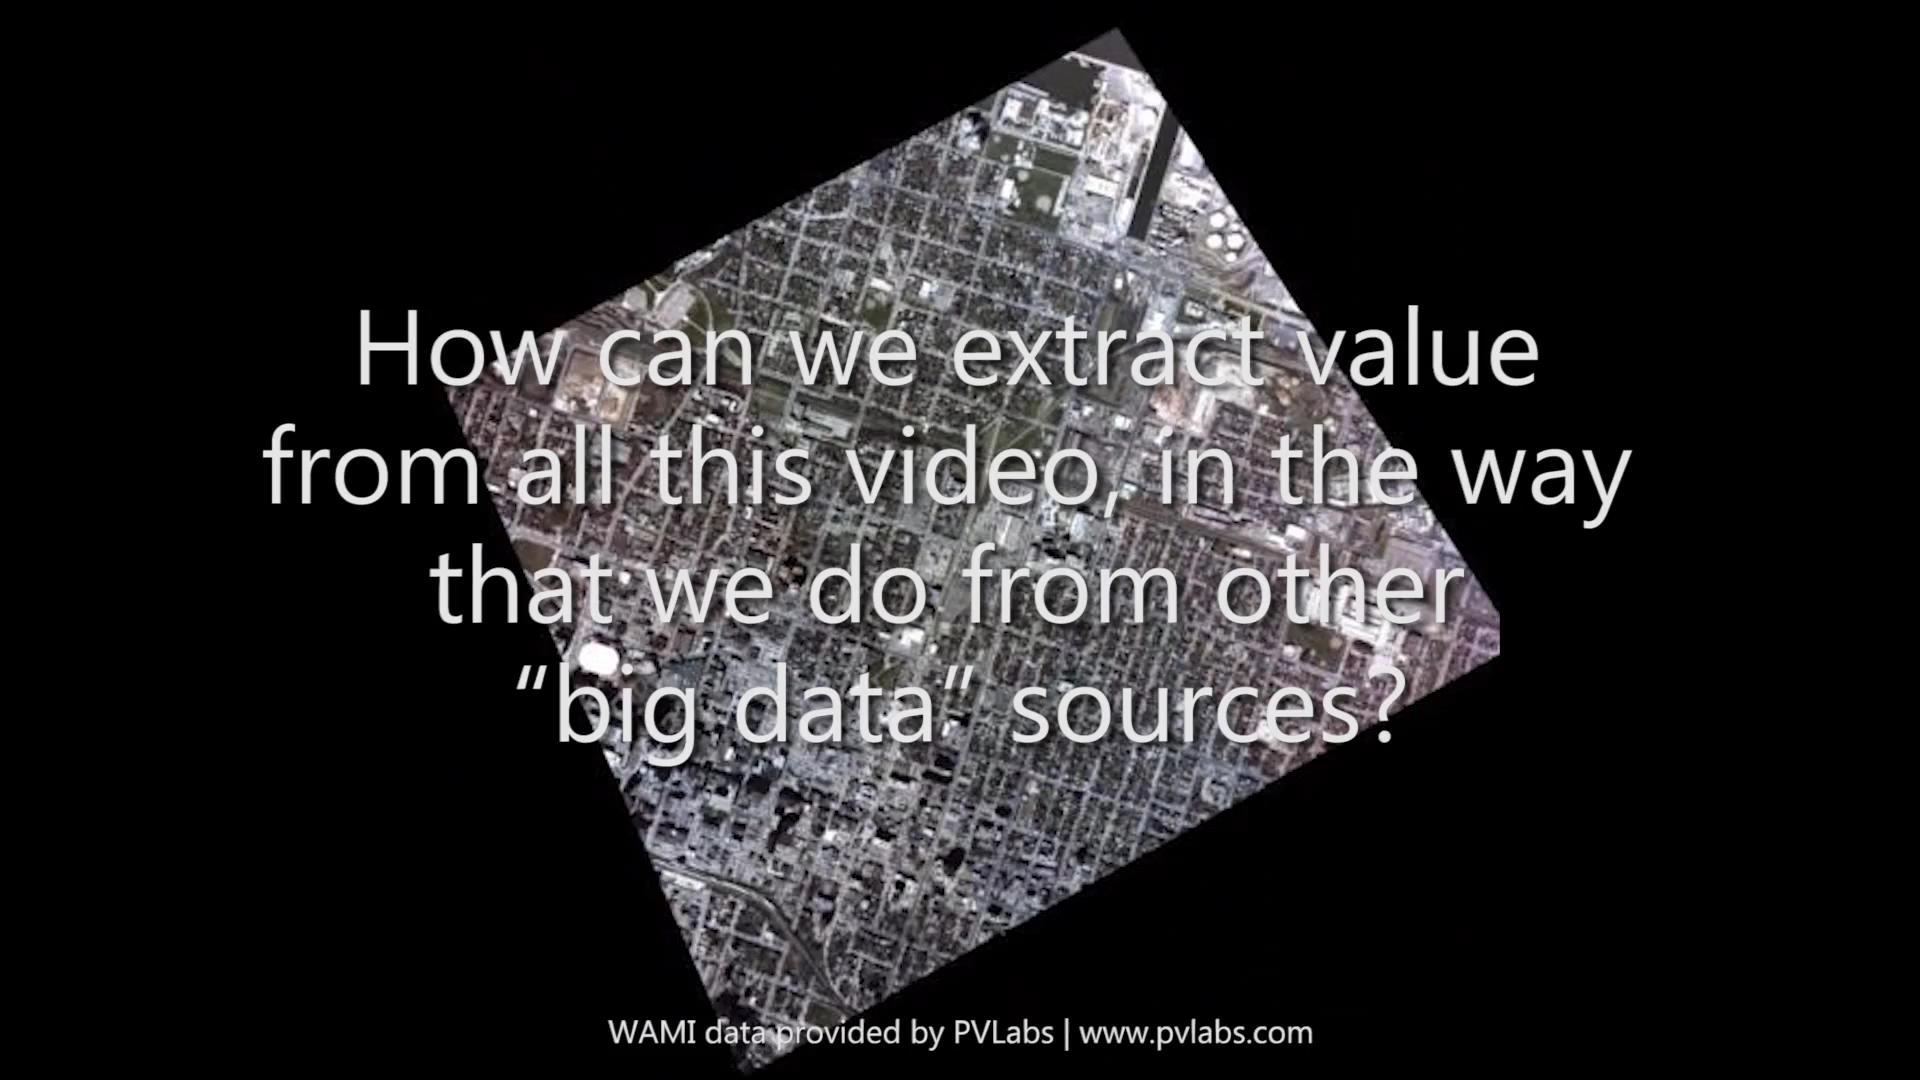 How can we extract value
from all this video, in the way
that we do from other
“big data” sources?
WAMI data provided by PVLabs | www.pvlabs.com